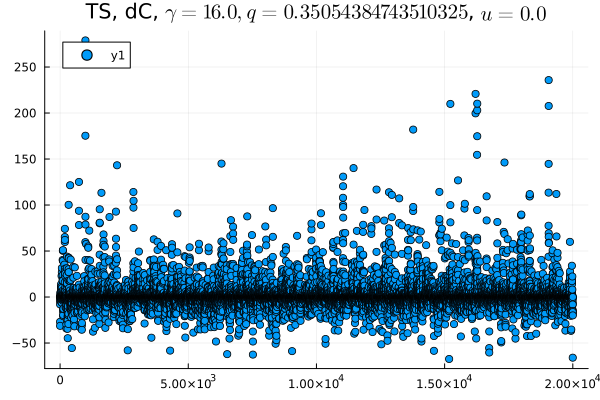 TS, dC, γ = 16.0, q = 0.35054384743510325, u = 0.0
y1
250
200
150
100
50
0
−50
0 5.00×10³ 1.00×10⁴ 1.50×10⁴ 2.00×10⁴